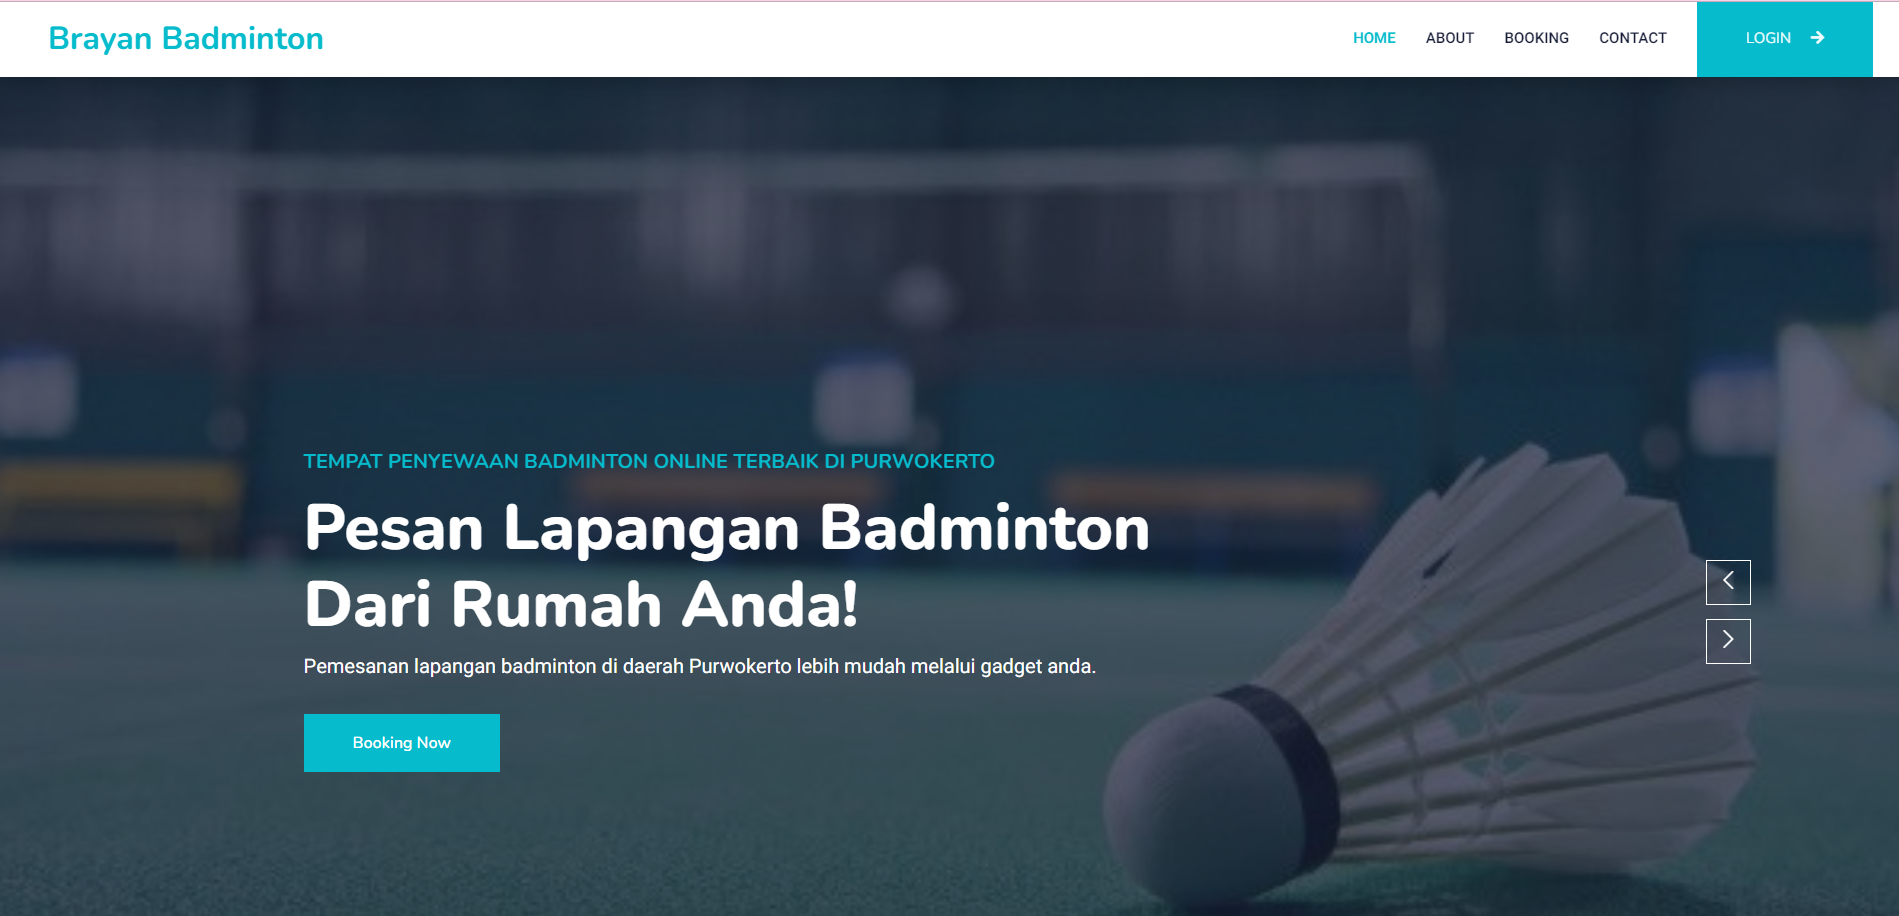 Brayan Badminton
HOME ABOUT BOOKING CONTACT LOGIN
TEMPAT PENYEWAAN BADMINTON ONLINE TERBAIK DI PURWOKERTO
Pesan Lapangan Badminton
Dari Rumah Anda!
Pemesanan lapangan badminton di daerah Purwokerto lebih mudah melalui gadget anda.
Booking Now